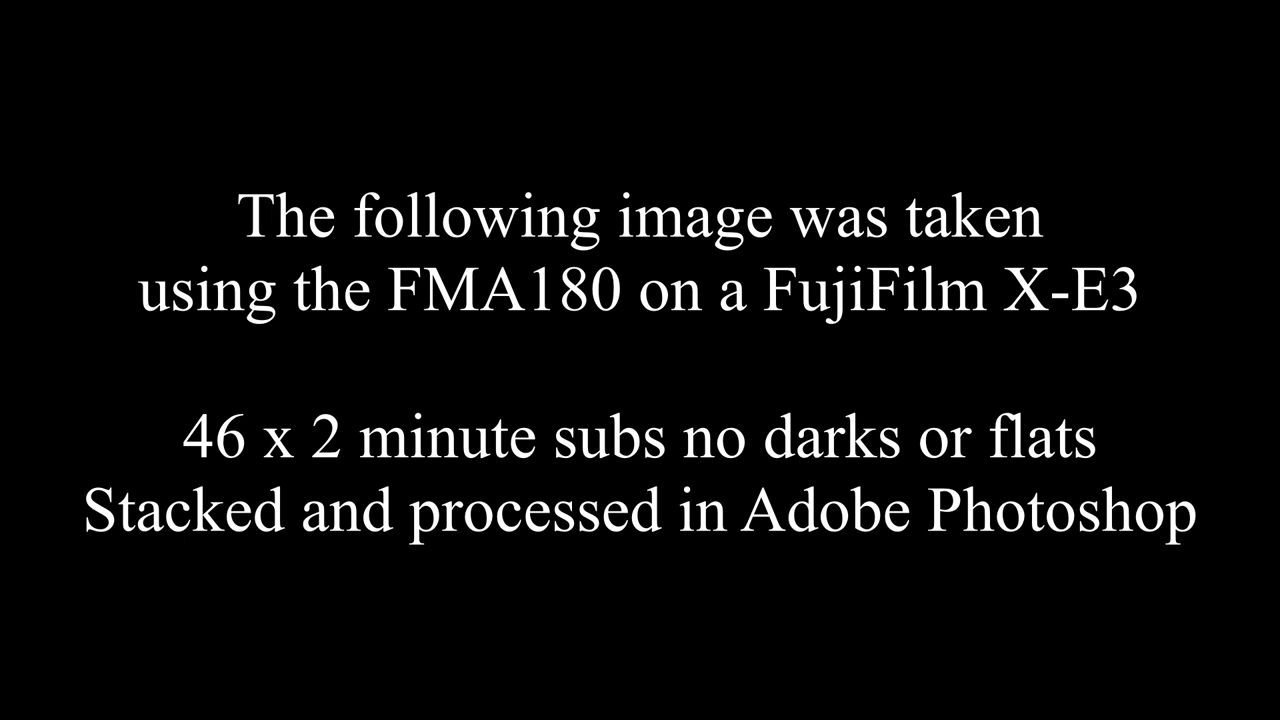 The following image was taken
using the FMA180 on a FujiFilm X-E3
46 x 2 minute subs no darks or flats
Stacked and processed in Adobe Photoshop